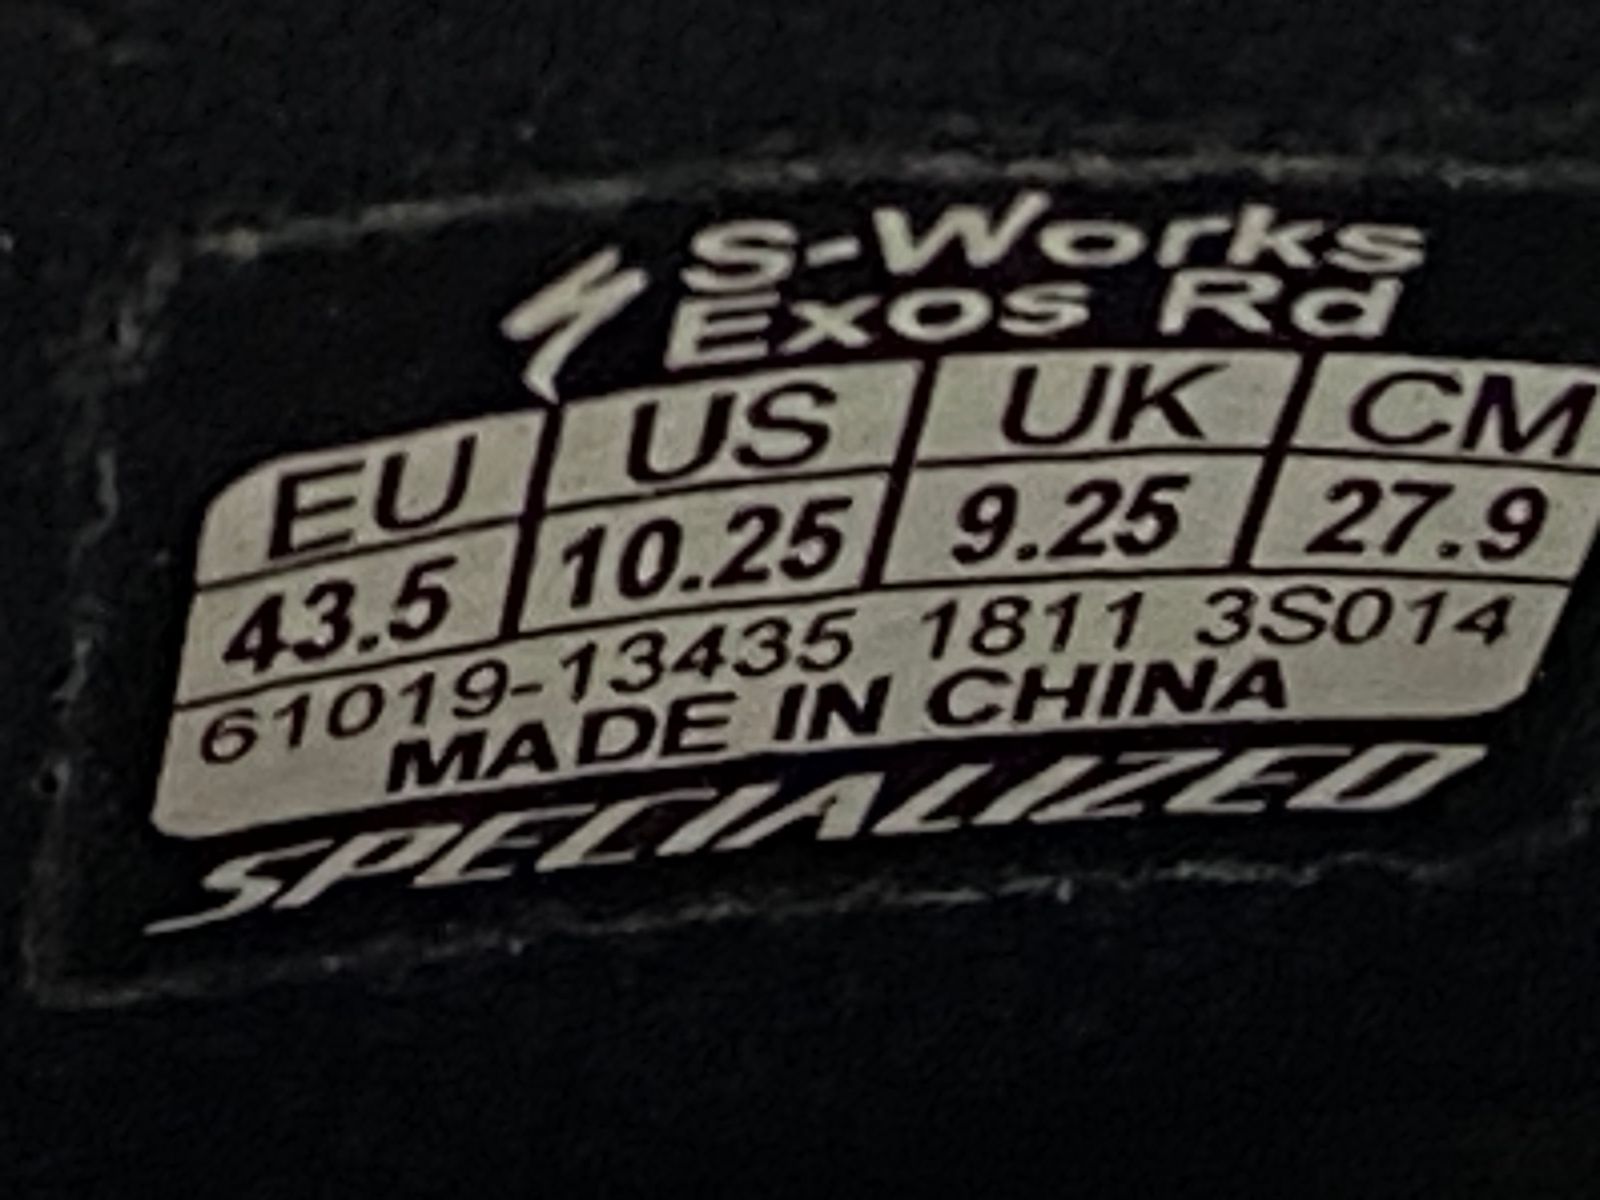 S-Works
Exos Rd
EU US UK CM
43.5 10.25 9.25 27.9
61019-13435 1811 3S014
MADE IN CHINA
SPECIALIZED